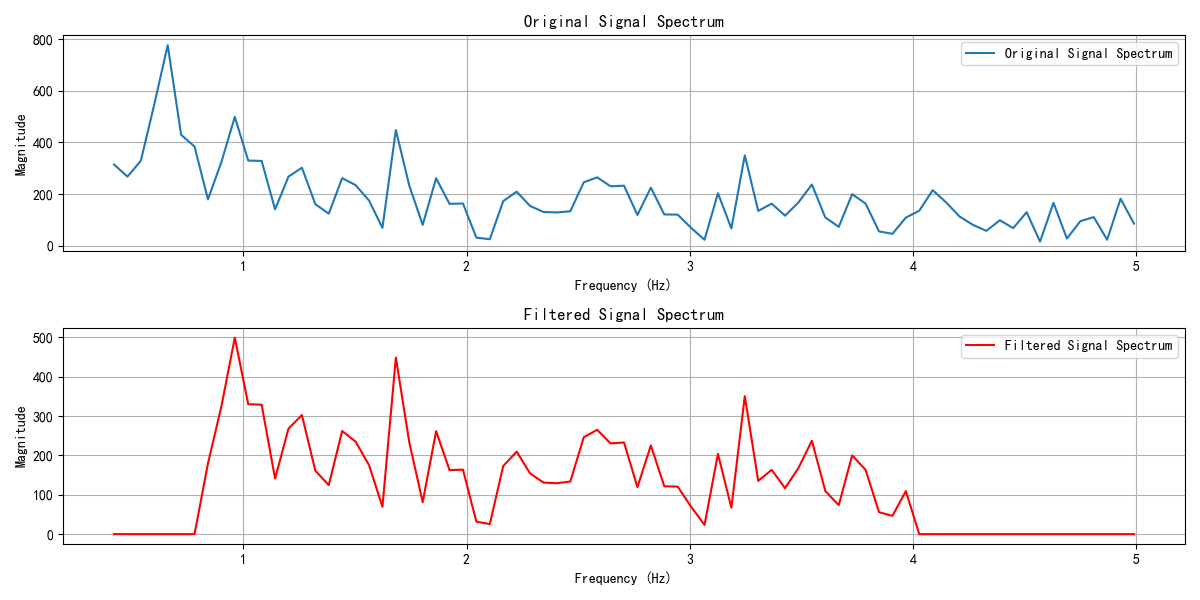 Original Signal Spectrum
800
600
400
200
0
Magnitude
Original Signal Spectrum
1 2 3 4 5
Frequency (Hz)
Filtered Signal Spectrum
500
400
300
200
100
0
Magnitude
Filtered Signal Spectrum
1 2 3 4 5
Frequency (Hz)